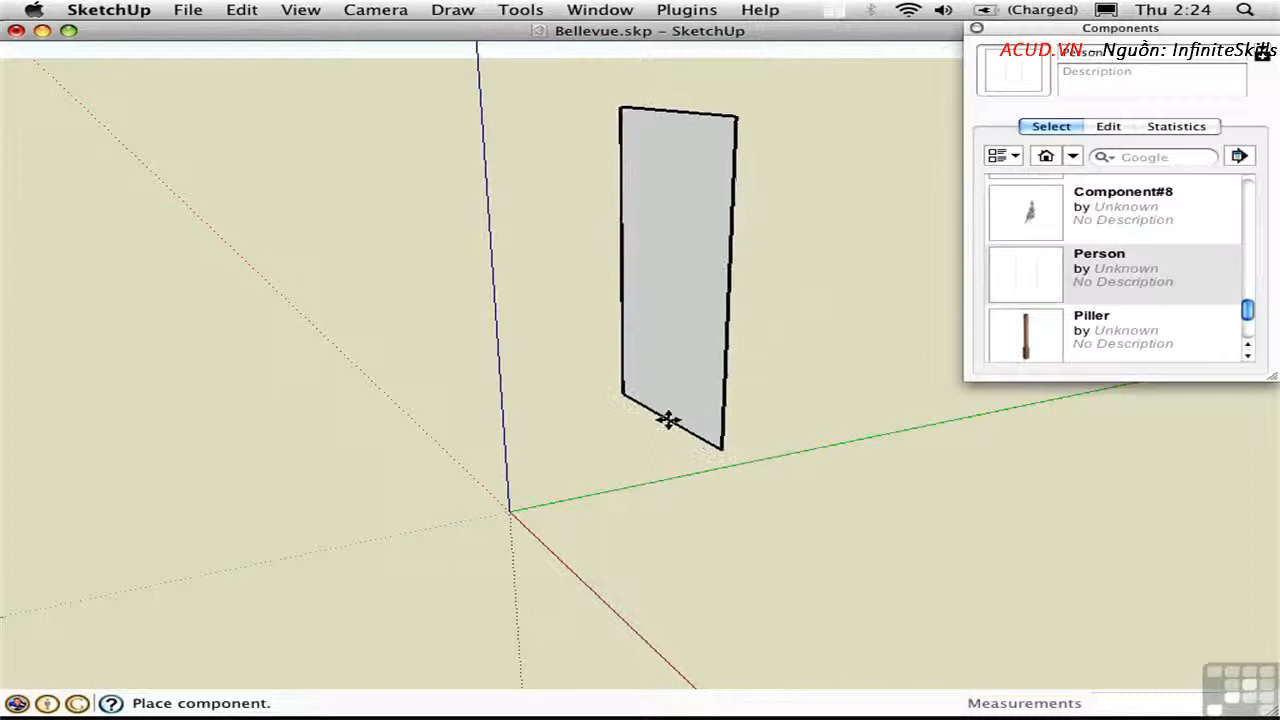 SketchUp File Edit View Camera Draw Tools Window Plugins Help (Charged) Thu 2:24
Bellevue.skp – SketchUp
Components
ACUD.VN - Nguồn: InfiniteSkills
Person
Description
Select Edit Statistics
Google
Component#8
by Unknown
No Description
Person
by Unknown
No Description
Piller
by Unknown
No Description
? Place component.
Measurements